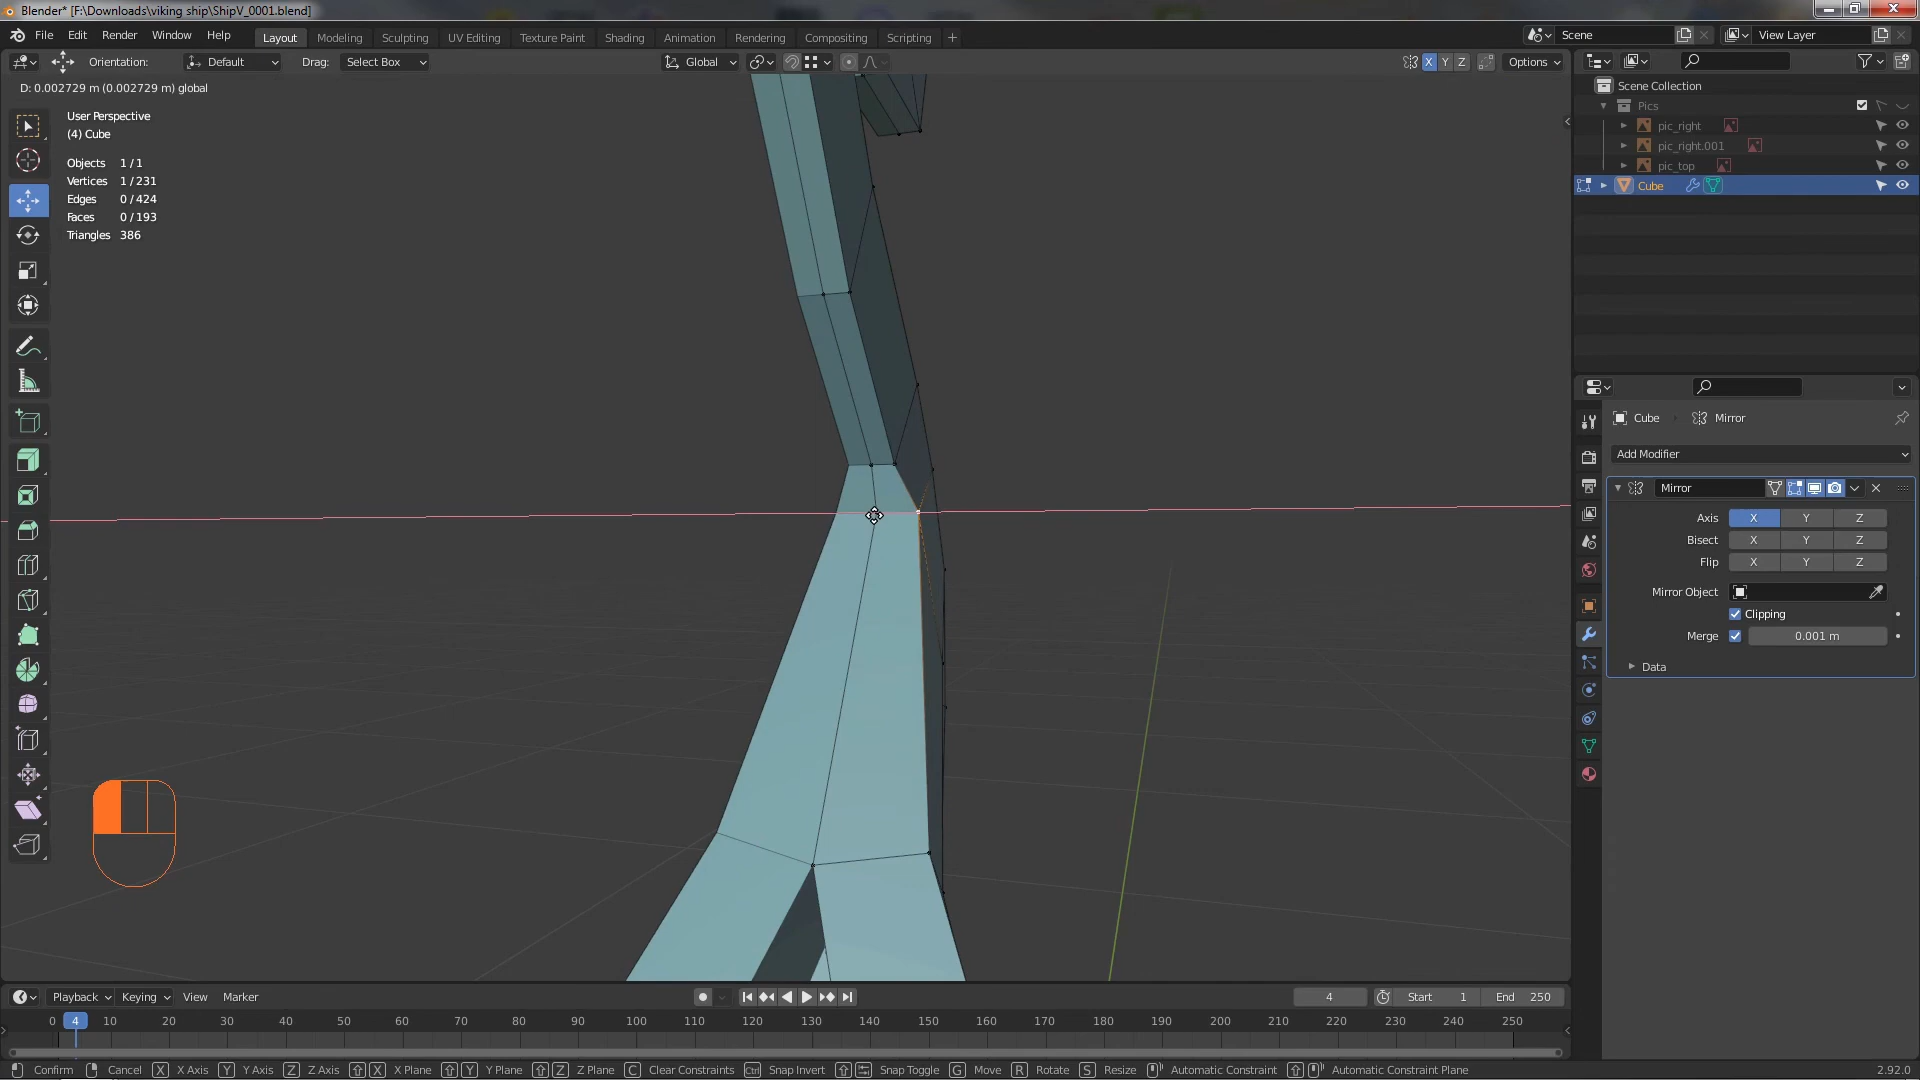 Blender* [F:\Downloads\viking ship\ShipV_0001.blend]
File Edit Render Window Help Layout Modeling Sculpting UV Editing Texture Paint Shading Animation Rendering Compositing Scripting + Scene View Layer
Orientation: Default Drag: Select Box Global X Y Z Options
D: 0.002729 m (0.002729 m) global
User Perspective
(4) Cube
Objects 1 / 1
Vertices 1 / 231
Edges 0 / 424
Faces 0 / 193
Triangles 386
Scene Collection
Pics
pic_right
pic_right.001
pic_top
Cube
Cube Mirror
Add Modifier
Mirror
Axis X Y Z
Bisect X Y Z
Flip X Y Z
Mirror Object
Clipping
Merge 0.001 m
Data
Playback Keying View Marker 4 Start 1 End 250
0 4 10 20 30 40 50 60 70 80 90 100 110 120 130 140 150 160 170 180 190 200 210 220 230 240 250
Confirm Cancel X X Axis Y Y Axis Z Z Axis X X Plane Y Y Plane Z Z Plane C Clear Constraints Ctrl Snap Invert Snap Toggle G Move R Rotate S Resize Automatic Constraint Automatic Constraint Plane 2.92.0